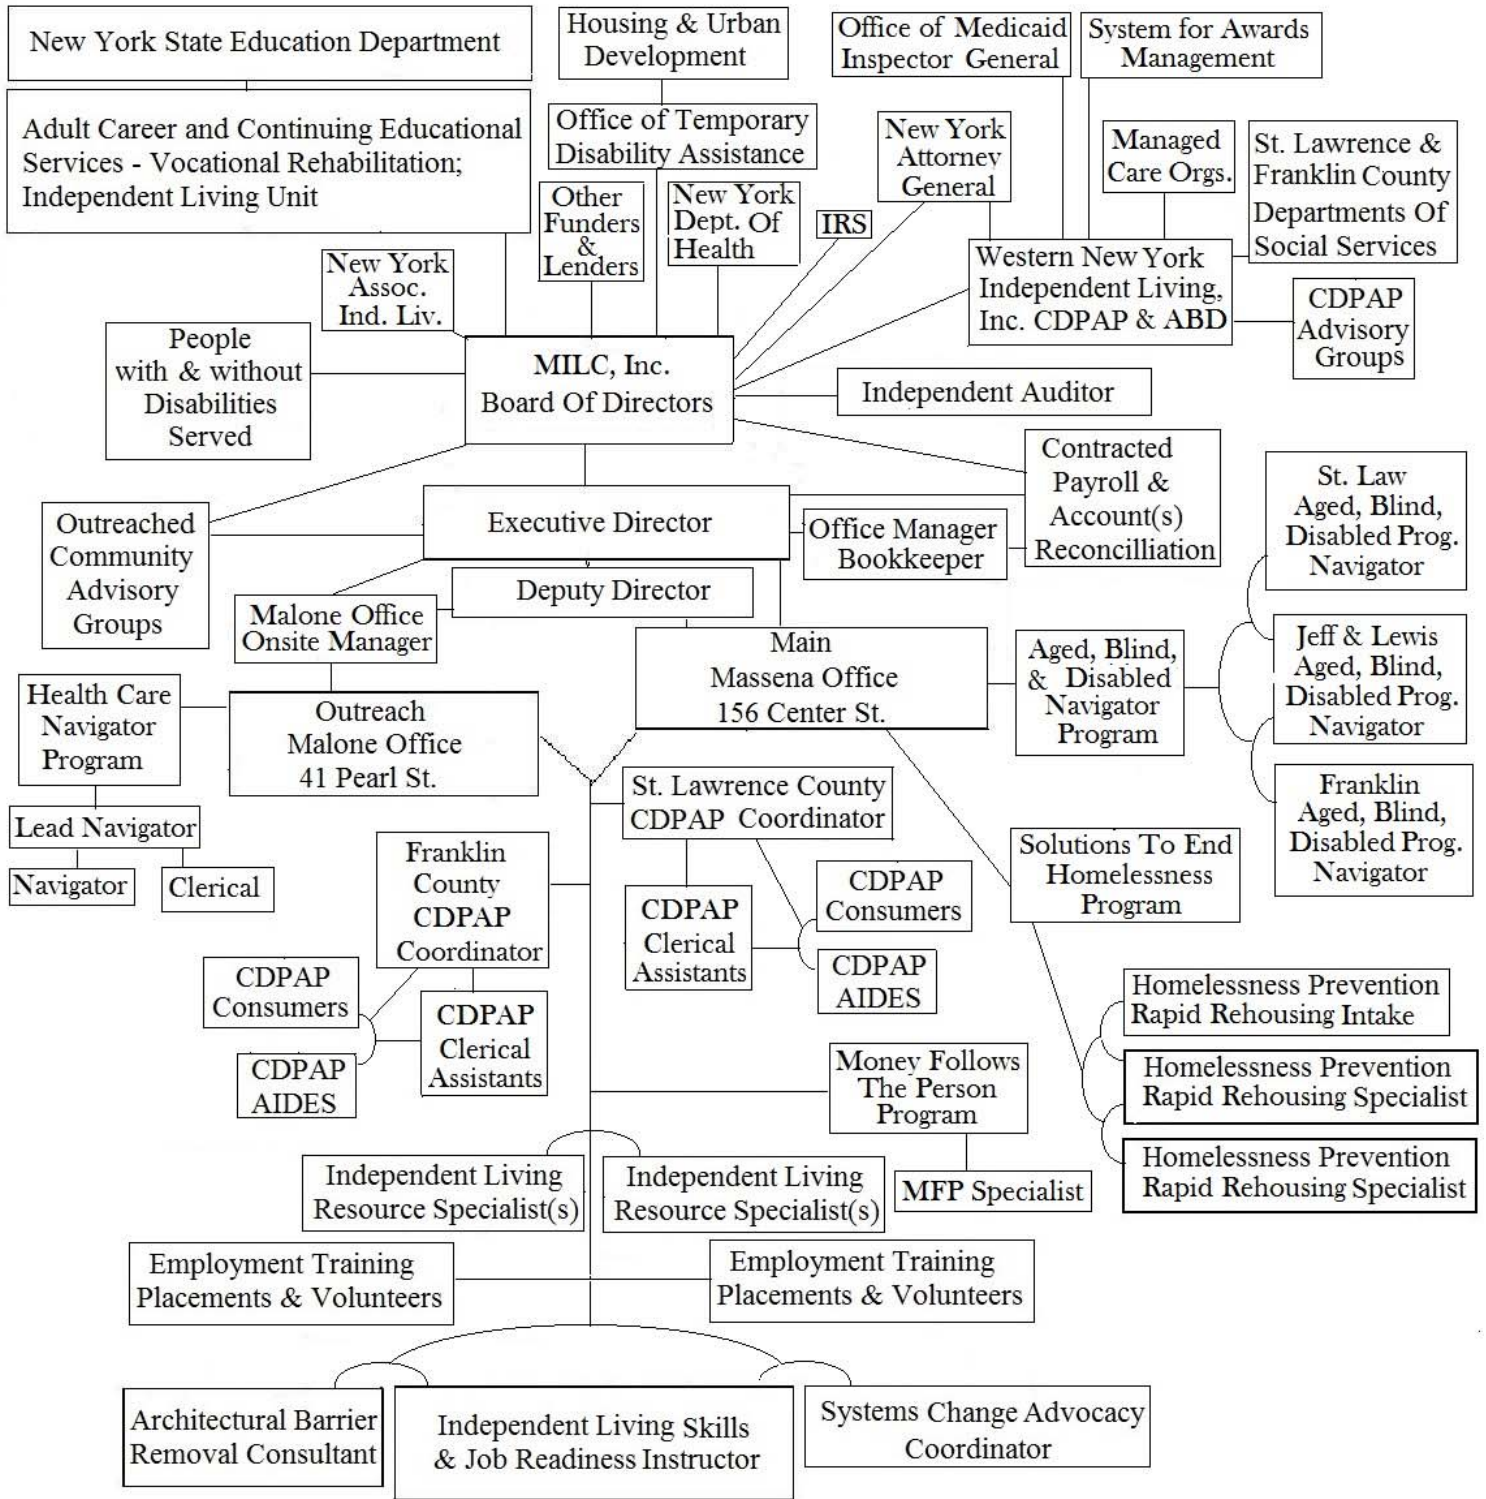 New York State Education Department
Housing & Urban
Development
Office of Medicaid
Inspector General
System for Awards
Management
Adult Career and Continuing Educational
Services - Vocational Rehabilitation;
Independent Living Unit
Office of Temporary
Disability Assistance
New York
Attorney
General
Managed
Care Orgs.
St. Lawrence &
Franklin County
Departments Of
Social Services
Other
Funders
&
Lenders
New York
Dept. Of
Health
IRS
New York
Assoc.
Ind. Liv.
Western New York
Independent Living,
Inc. CDPAP & ABD
CDPAP
Advisory
Groups
People
with & without
Disabilities
Served
MILC, Inc.
Board Of Directors
Independent Auditor
Contracted
Payroll &
Account(s)
Reconcilliation
St. Law
Aged, Blind,
Disabled Prog.
Navigator
Outreached
Community
Advisory
Groups
Executive Director
Office Manager
Bookkeeper
Deputy Director
Malone Office
Onsite Manager
Main
Massena Office
156 Center St.
Aged, Blind,
& Disabled
Navigator
Program
Jeff & Lewis
Aged, Blind,
Disabled Prog.
Navigator
Health Care
Navigator
Program
Outreach
Malone Office
41 Pearl St.
St. Lawrence County
CDPAP Coordinator
Franklin
Aged, Blind,
Disabled Prog.
Navigator
Lead Navigator
Navigator
Clerical
Franklin
County
CDPAP
Coordinator
Solutions To End
Homelessness
Program
CDPAP
Clerical
Assistants
CDPAP
Consumers
CDPAP
AIDES
CDPAP
Consumers
CDPAP
Clerical
Assistants
CDPAP
AIDES
Homelessness Prevention
Rapid Rehousing Intake
Money Follows
The Person
Program
Homelessness Prevention
Rapid Rehousing Specialist
Homelessness Prevention
Rapid Rehousing Specialist
Independent Living
Resource Specialist(s)
Independent Living
Resource Specialist(s)
MFP Specialist
Employment Training
Placements & Volunteers
Employment Training
Placements & Volunteers
Architectural Barrier
Removal Consultant
Independent Living Skills
& Job Readiness Instructor
Systems Change Advocacy
Coordinator